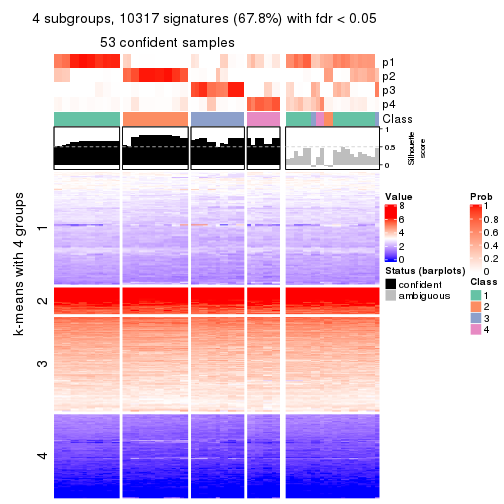 4 subgroups, 10317 signatures (67.8%) with fdr < 0.05
53 confident samples
p1
p2
p3
p4
Class
1
0.5
0
Silhouette
score
k-means with 4 groups
1
2
3
4
Value
8
6
4
2
0
Status (barplots)
confident
ambiguous
Prob
1
0.8
0.6
0.4
0.2
0
Class
1
2
3
4